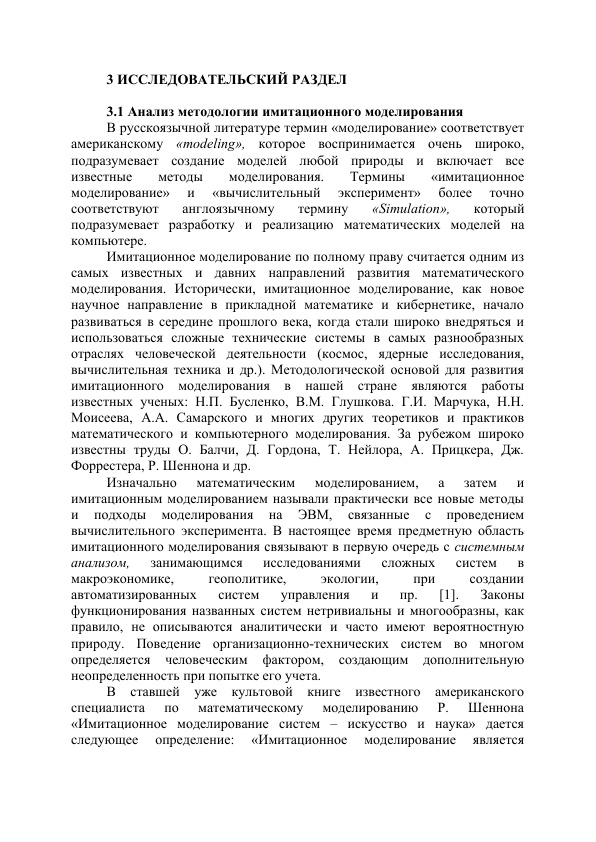 3 ИССЛЕДОВАТЕЛЬСКИЙ РАЗДЕЛ
3.1 Анализ методологии имитационного моделирования
В русскоязычной литературе термин «моделирование» соответствует
американскому «modeling», которое воспринимается очень широко,
подразумевает создание моделей любой природы и включает все
известные методы моделирования. Термины «имитационное
моделирование» и «вычислительный эксперимент» более точно
соответствуют англоязычному термину «Simulation», который
подразумевает разработку и реализацию математических моделей на
компьютере.
Имитационное моделирование по полному праву считается одним из
самых известных и давних направлений развития математического
моделирования. Исторически, имитационное моделирование, как новое
научное направление в прикладной математике и кибернетике, начало
развиваться в середине прошлого века, когда стали широко внедряться и
использоваться сложные технические системы в самых разнообразных
отраслях человеческой деятельности (космос, ядерные исследования,
вычислительная техника и др.). Методологической основой для развития
имитационного моделирования в нашей стране являются работы
известных ученых: Н.П. Бусленко, В.М. Глушкова. Г.И. Марчука, Н.Н.
Моисеева, А.А. Самарского и многих других теоретиков и практиков
математического и компьютерного моделирования. За рубежом широко
известны труды О. Балчи, Д. Гордона, Т. Нейлора, А. Прицкера, Дж.
Форрестера, Р. Шеннона и др.
Изначально математическим моделированием, а затем и
имитационным моделированием называли практически все новые методы
и подходы моделирования на ЭВМ, связанные с проведением
вычислительного эксперимента. В настоящее время предметную область
имитационного моделирования связывают в первую очередь с системным
анализом, занимающимся исследованиями сложных систем в
макроэкономике, геополитике, экологии, при создании
автоматизированных систем управления и пр. [1]. Законы
функционирования названных систем нетривиальны и многообразны, как
правило, не описываются аналитически и часто имеют вероятностную
природу. Поведение организационно-технических систем во многом
определяется человеческим фактором, создающим дополнительную
неопределенность при попытке его учета.
В ставшей уже культовой книге известного американского
специалиста по математическому моделированию Р. Шеннона
«Имитационное моделирование систем – искусство и наука» дается
следующее определение: «Имитационное моделирование является